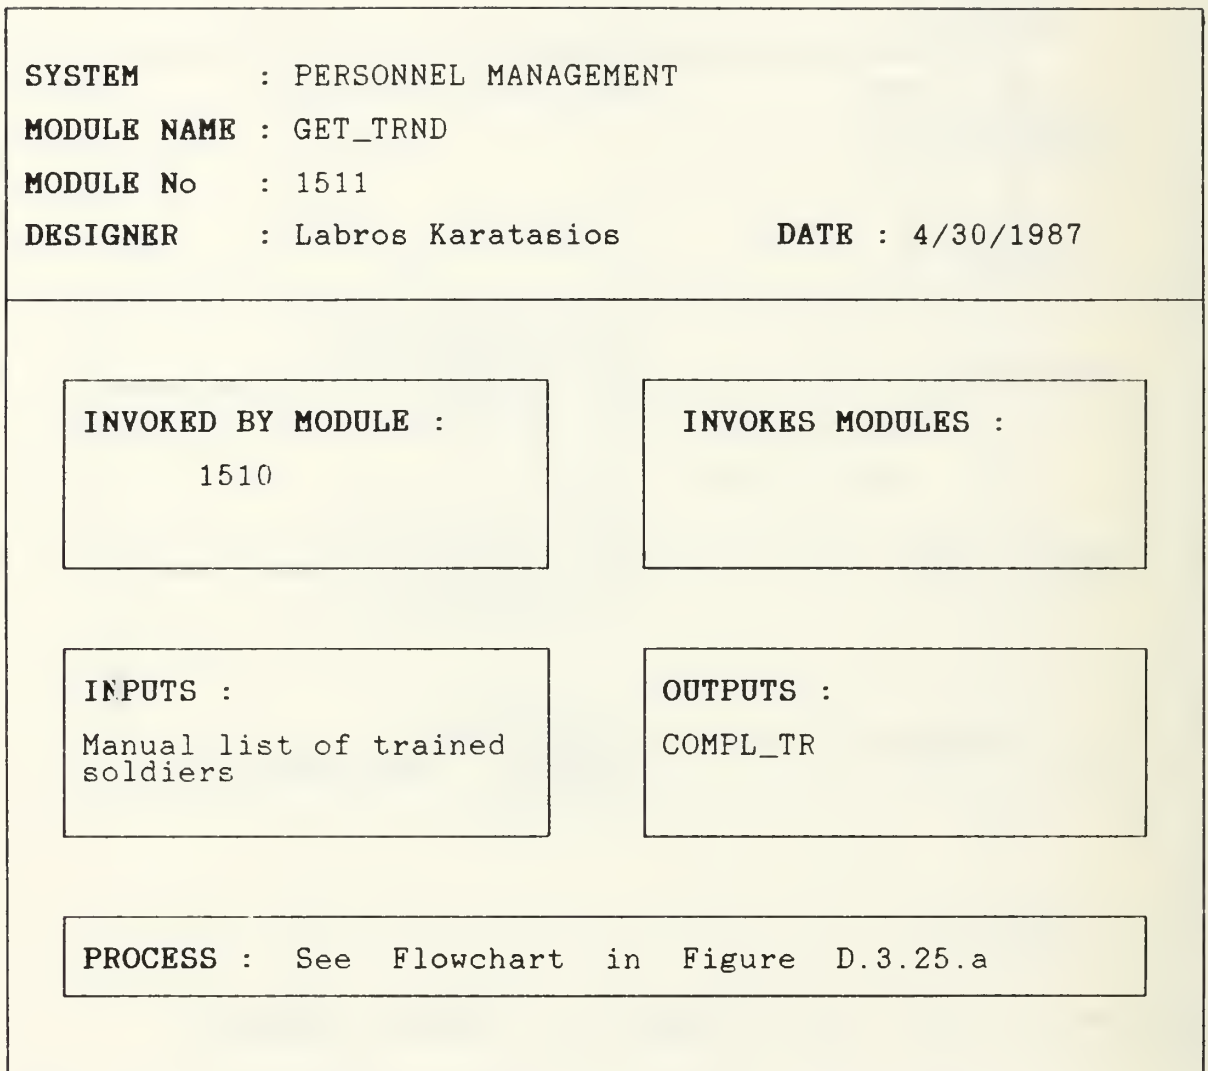 SYSTEM : PERSONNEL MANAGEMENT
MODULE NAME : GET_TRND
MODULE No : 1511
DESIGNER : Labros Karatasios DATE : 4/30/1987
INVOKED BY MODULE :
1510
INVOKES MODULES :
INPUTS :
Manual list of trained
soldiers
OUTPUTS :
COMPL_TR
PROCESS : See Flowchart in Figure D.3.25.a